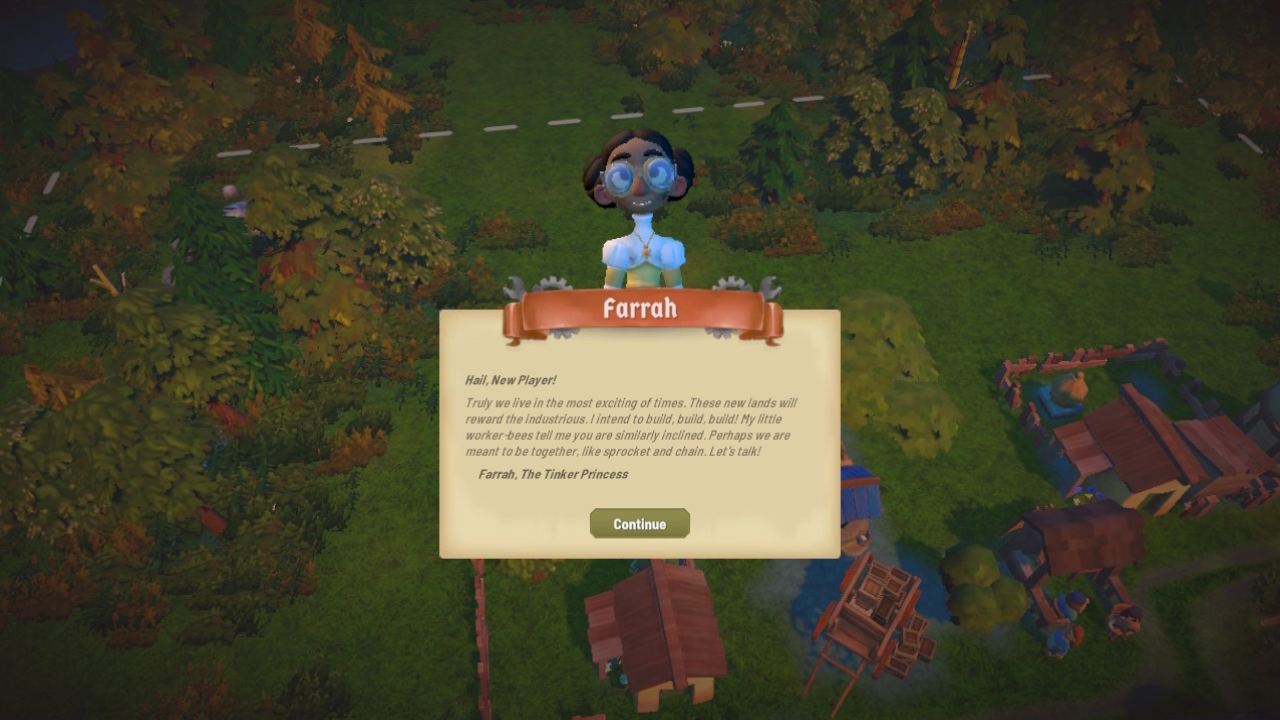 Farrah
Hail, New Player!
Truly we live in the most exciting of times. These new lands will
reward the industrious. I intend to build, build, build! My little
worker-bees tell me you are similarly inclined. Perhaps we are
meant to be together, like sprocket and chain. Let's talk!
Farrah, The Tinker Princess
Continue